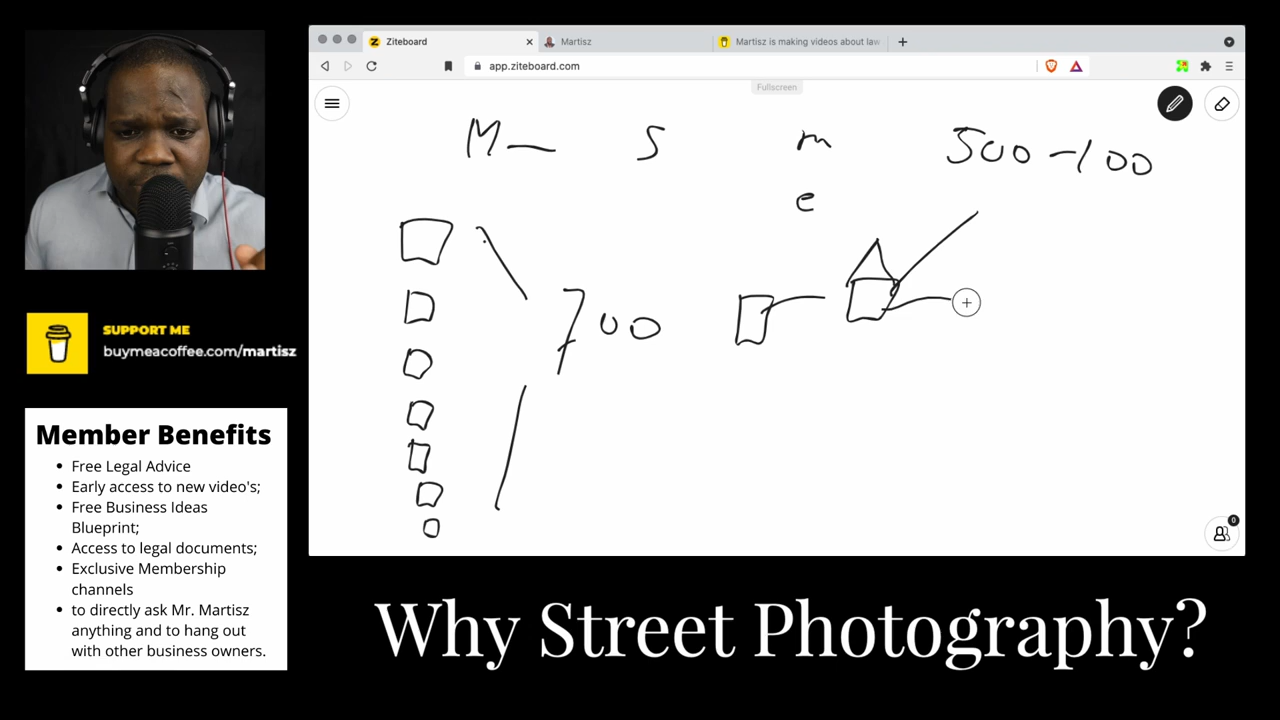 Ziteboard
Martisz
Martisz is making videos about law
app.ziteboard.com
Fullscreen
M S m 500-100
e
700
SUPPORT ME
buymeacoffee.com/martisz
Member Benefits
• Free Legal Advice
• Early access to new video's;
• Free Business Ideas
Blueprint;
• Access to legal documents;
• Exclusive Membership
channels
• to directly ask Mr. Martisz
anything and to hang out
with other business owners.
0
Why Street Photography?